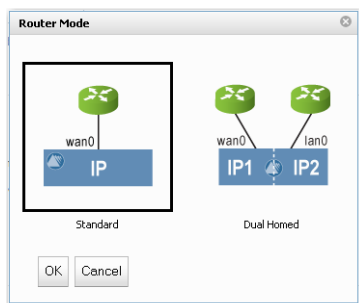 Router Mode
wan0
IP
Standard
wan0
lan0
IP1
IP2
Dual Homed
OK
Cancel